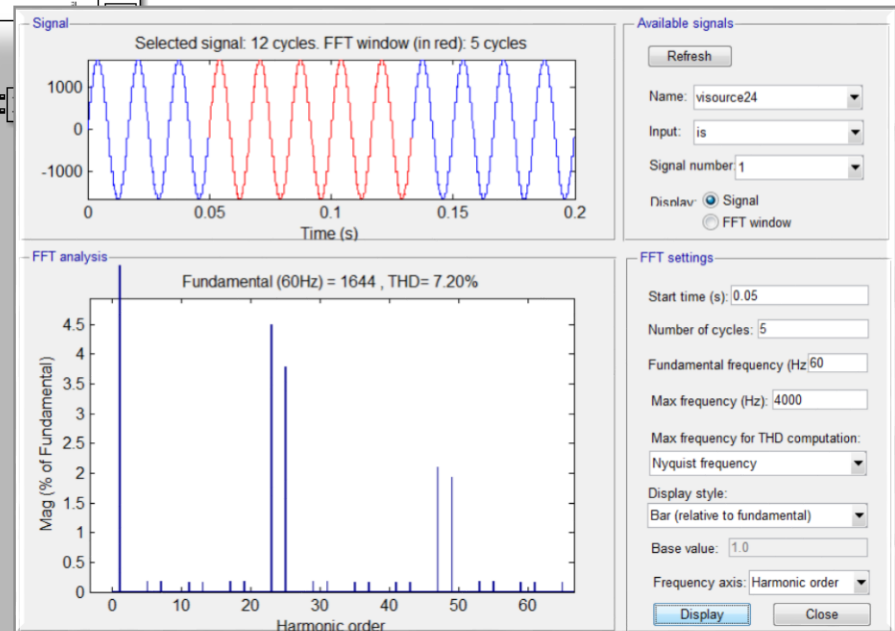 Signal
Selected signal: 12 cycles. FFT window (in red): 5 cycles
1000
0
-1000
0
0.05
0.1
0.15
0.2
Time (s)
Available signals
Refresh
Name: visource24
Input: is
Signal number: 1
Display: Signal
FFT window
FFT analysis
Fundamental (60Hz) = 1644 , THD= 7.20%
4.5
4
3.5
3
2.5
2
1.5
1
0.5
0
Mag (% of Fundamental)
0
10
20
30
40
50
60
Harmonic order
FFT settings
Start time (s): 0.05
Number of cycles: 5
Fundamental frequency (Hz 60
Max frequency (Hz): 4000
Max frequency for THD computation:
Nyquist frequency
Display style:
Bar (relative to fundamental)
Base value: 1.0
Frequency axis: Harmonic order
Display
Close